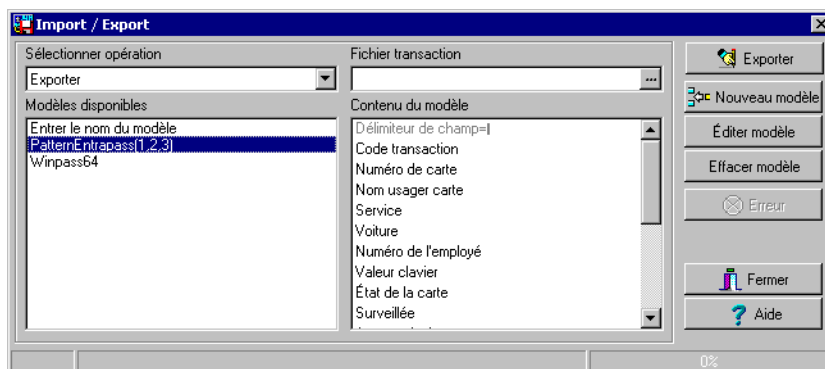 Import / Export
Sélectionner opération
Exporter
Modèles disponibles
Entrer le nom du modèle
PatternEntrapass(1,2,3)
Winpass64
Fichier transaction
...
Contenu du modèle
Délimiteur de champ=|
Code transaction
Numéro de carte
Nom usager carte
Service
Voiture
Numéro de l'employé
Valeur clavier
État de la carte
Surveillée
Exporter
Nouveau modèle
Éditer modèle
Effacer modèle
Erreur
Fermer
Aide
0%